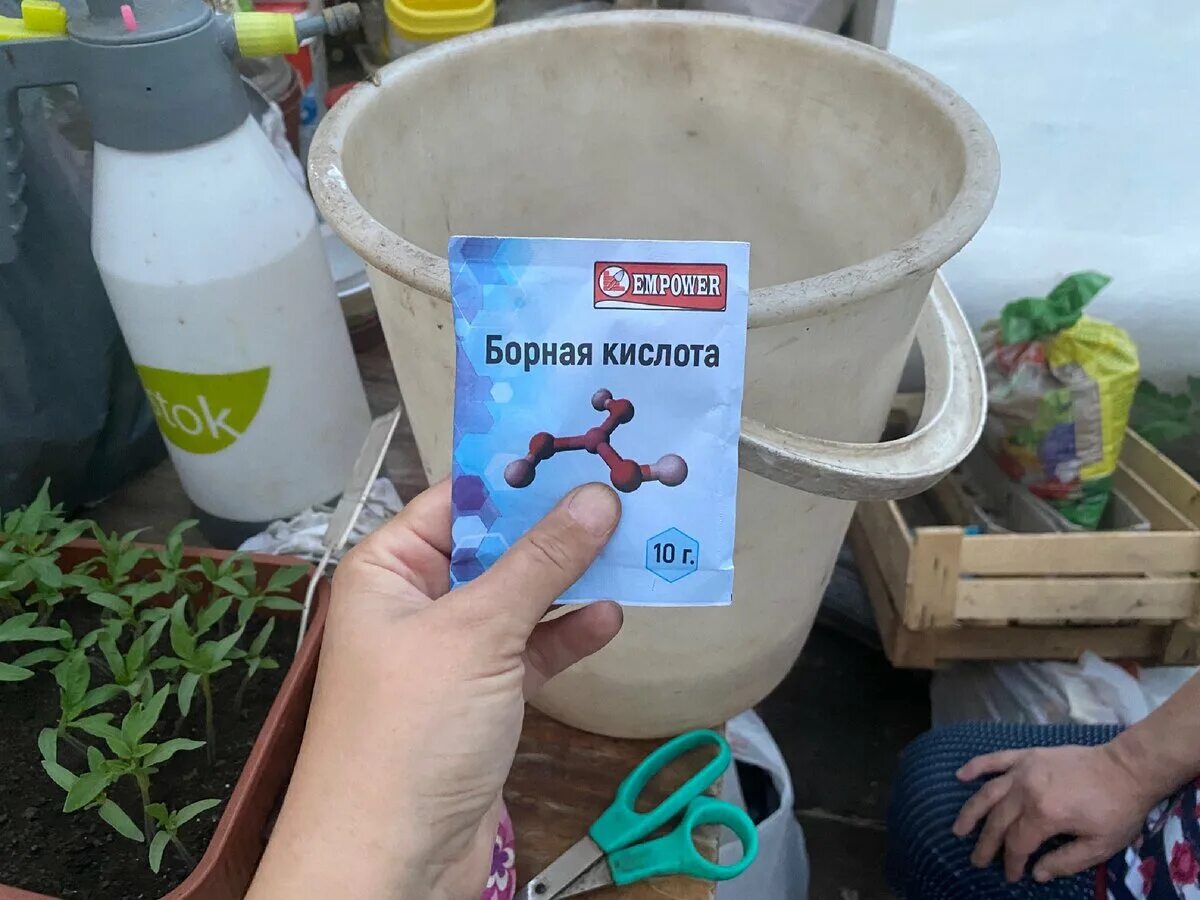 EMPOWER
Борная кислота
10 г.
tok